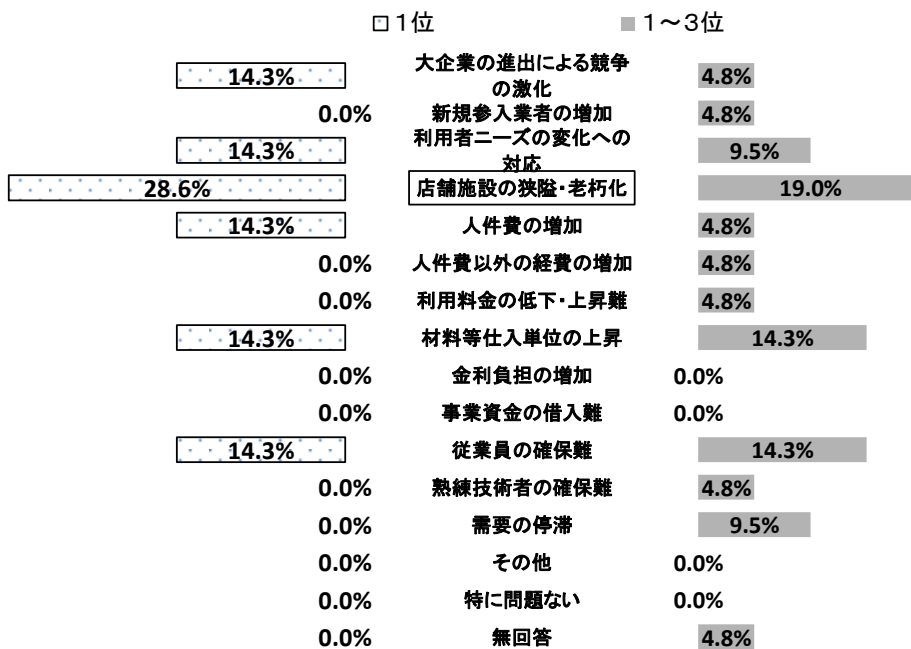 1位 1～3位
14.3% 大企業の進出による競争の激化 4.8%
0.0% 新規参入業者の増加 4.8%
14.3% 利用者ニーズの変化への対応 9.5%
28.6% 店舗施設の狭隘・老朽化 19.0%
14.3% 人件費の増加 4.8%
0.0% 人件費以外の経費の増加 4.8%
0.0% 利用料金の低下・上昇難 4.8%
14.3% 材料等仕入単位の上昇 14.3%
0.0% 金利負担の増加 0.0%
0.0% 事業資金の借入難 0.0%
14.3% 従業員の確保難 14.3%
0.0% 熟練技術者の確保難 4.8%
0.0% 需要の停滞 9.5%
0.0% その他 0.0%
0.0% 特に問題ない 0.0%
0.0% 無回答 4.8%